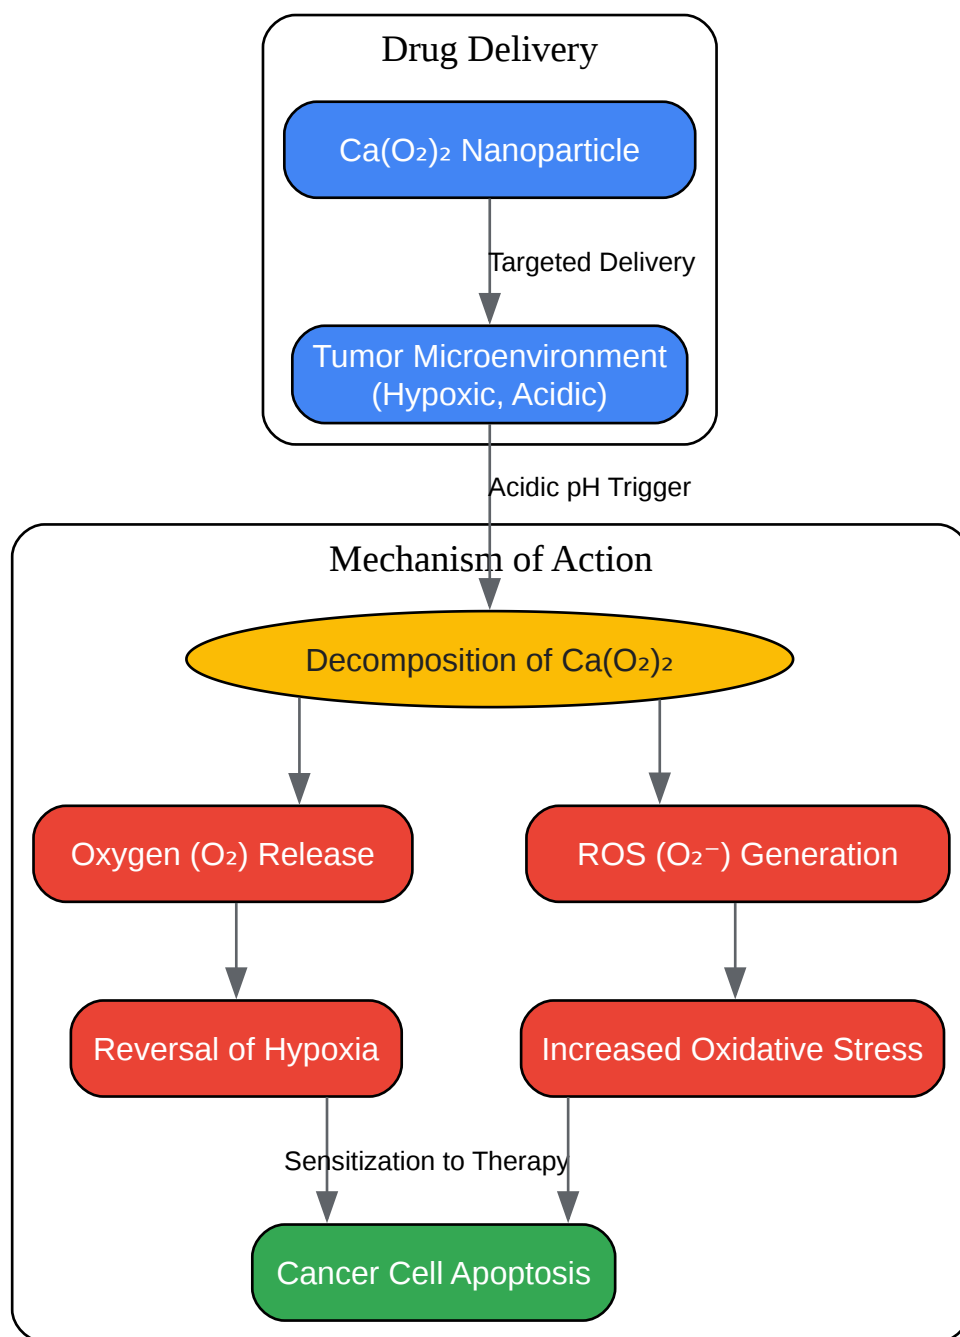 Drug Delivery
Ca(O₂)₂ Nanoparticle
Targeted Delivery
Tumor Microenvironment
(Hypoxic, Acidic)
Acidic pH Trigger
Mechanism of Action
Decomposition of Ca(O₂)₂
Oxygen (O₂) Release
ROS (O₂⁻) Generation
Reversal of Hypoxia
Increased Oxidative Stress
Sensitization to Therapy
Cancer Cell Apoptosis